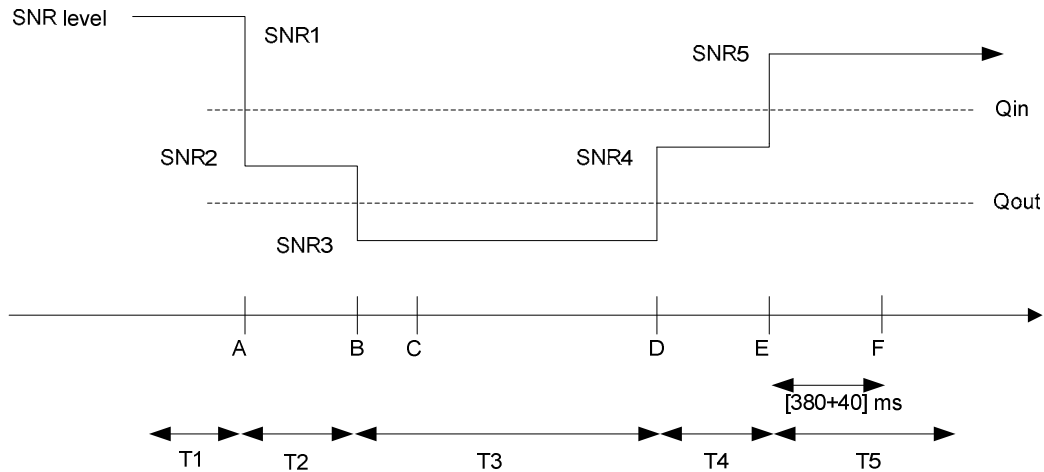 SNR level
SNR1
SNR5
Qin
SNR2
SNR4
Qout
SNR3
A
B
C
D
E
F
[380+40] ms
T1
T2
T3
T4
T5